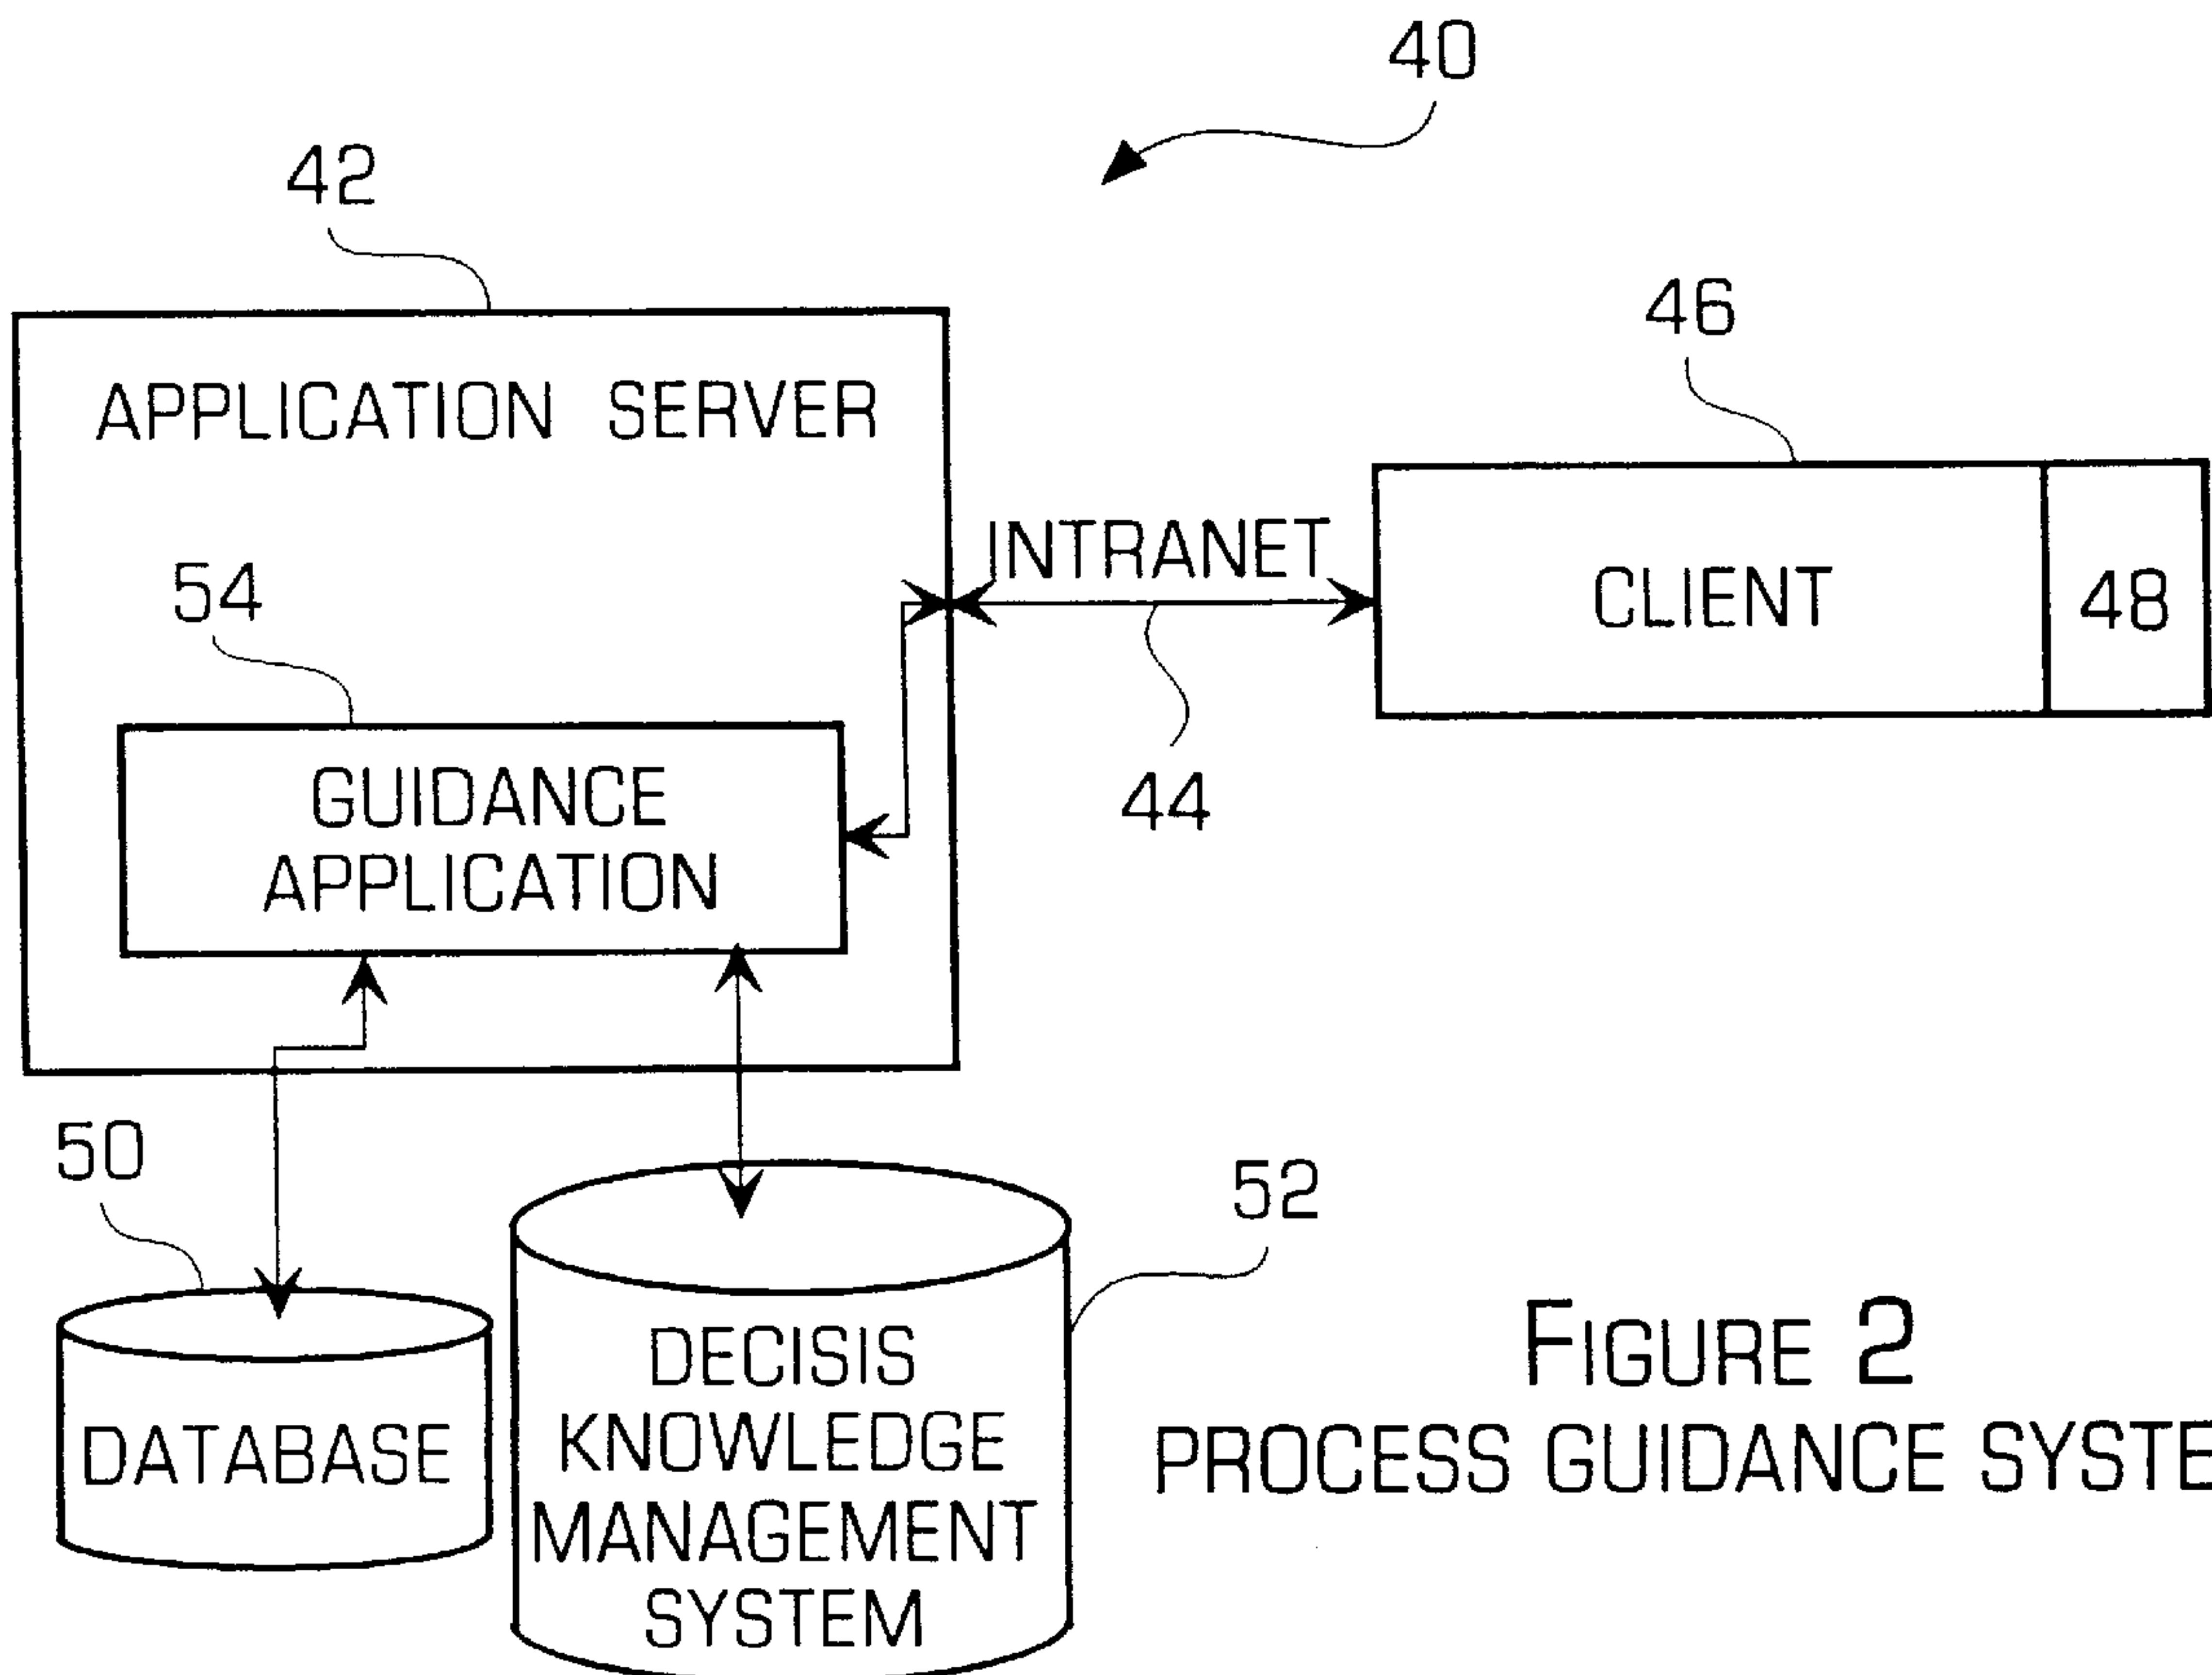 40
42
APPLICATION SERVER
46
INTRANET
CLIENT
48
54
44
GUIDANCE
APPLICATION
50
52
DATABASE
DECISIS
KNOWLEDGE
MANAGEMENT
SYSTEM
FIGURE 2
PROCESS GUIDANCE